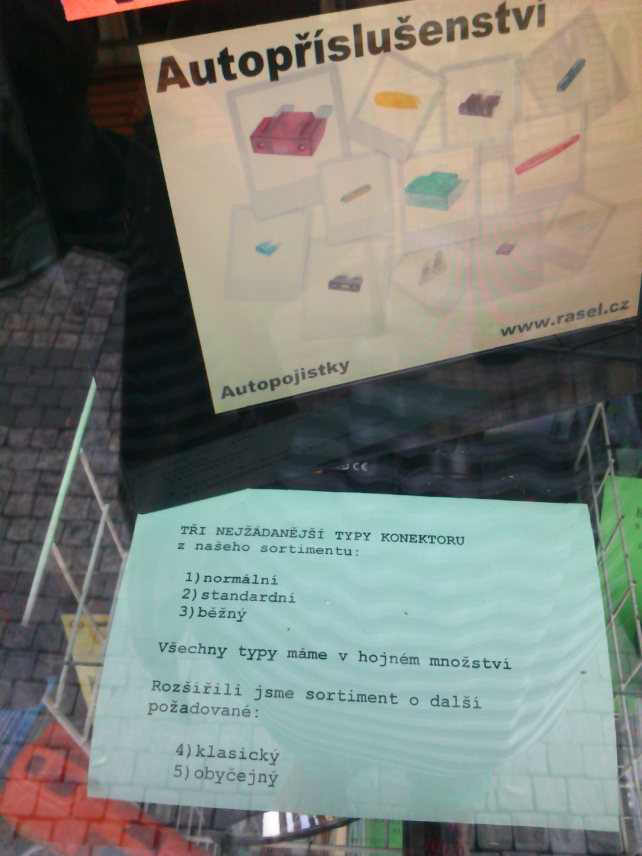 Autopříslušenství
www.rasel.cz
Autopojistky
CE
TŘI NEJŽÁDANĚJŠÍ TYPY KONEKTORU
z našeho sortimentu:
1)normální
2)standardní
3)běžný
Všechny typy máme v hojném množství
Rozšířili jsme sortiment o další
požadované:
4)klasický
5)obyčejný